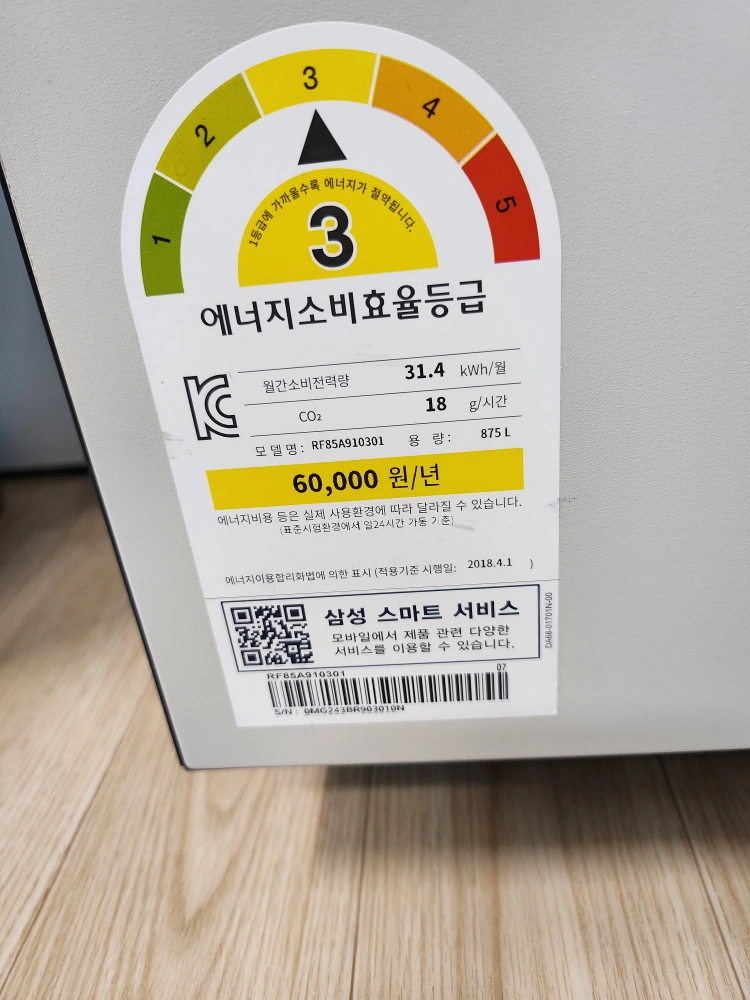 1
2
3
4
5
1등급에 가까울수록 에너지가 절약됩니다.
3
에너지소비효율등급
월간소비전력량 31.4 kWh/월
CO₂ 18 g/시간
모 델 명 : RF85A910301 용 량 : 875 L
60,000 원/년
에너지비용 등은 실제 사용환경에 따라 달라질 수 있습니다.
(표준시험환경에서 일24시간 가동 기준)
에너지이용합리화법에 의한 표시 (적용기준 시행일: 2018.4.1 )
삼성 스마트 서비스
모바일에서 제품 관련 다양한
서비스를 이용할 수 있습니다.
DA68-01701N-00
RF85A910301 07
S/N : 0MG243BR903010N